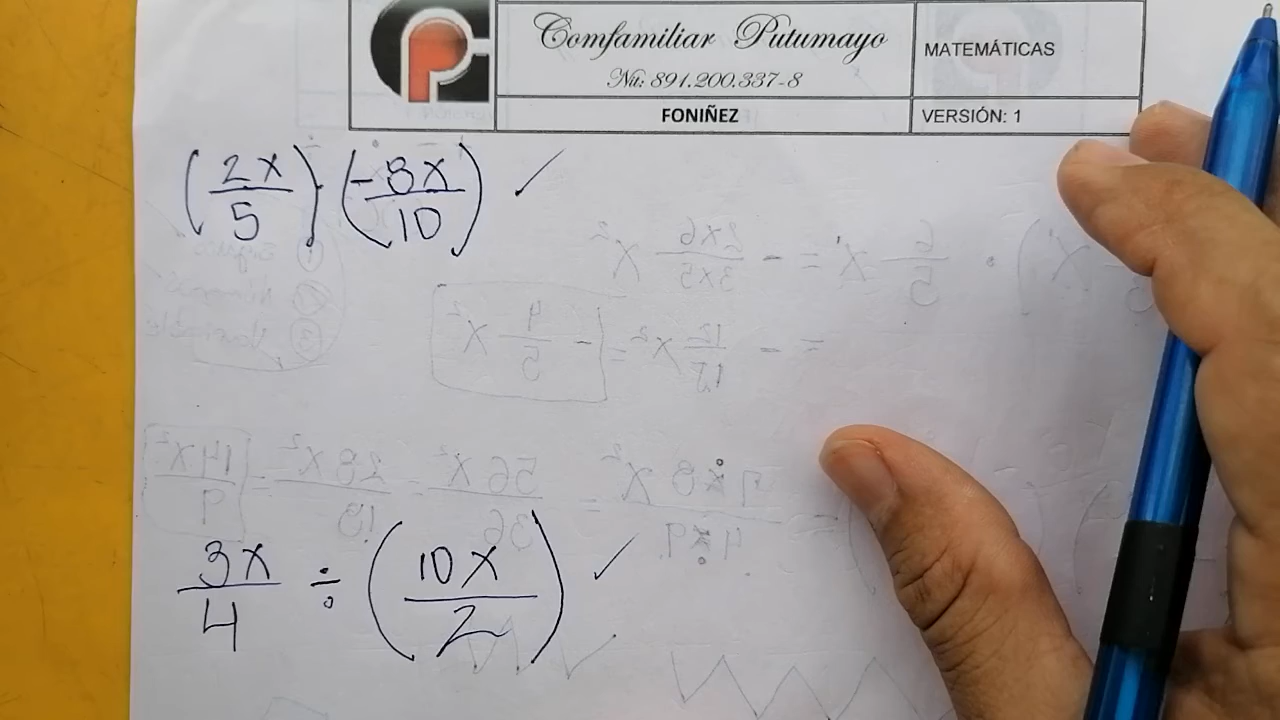 Comfamiliar Putumayo
Nit: 891.200.337-8
MATEMÁTICAS
FONIÑEZ
VERSIÓN: 1
(2x/5) · (-8x/10) ✓
3x/4 ÷ (10x/2) ✓